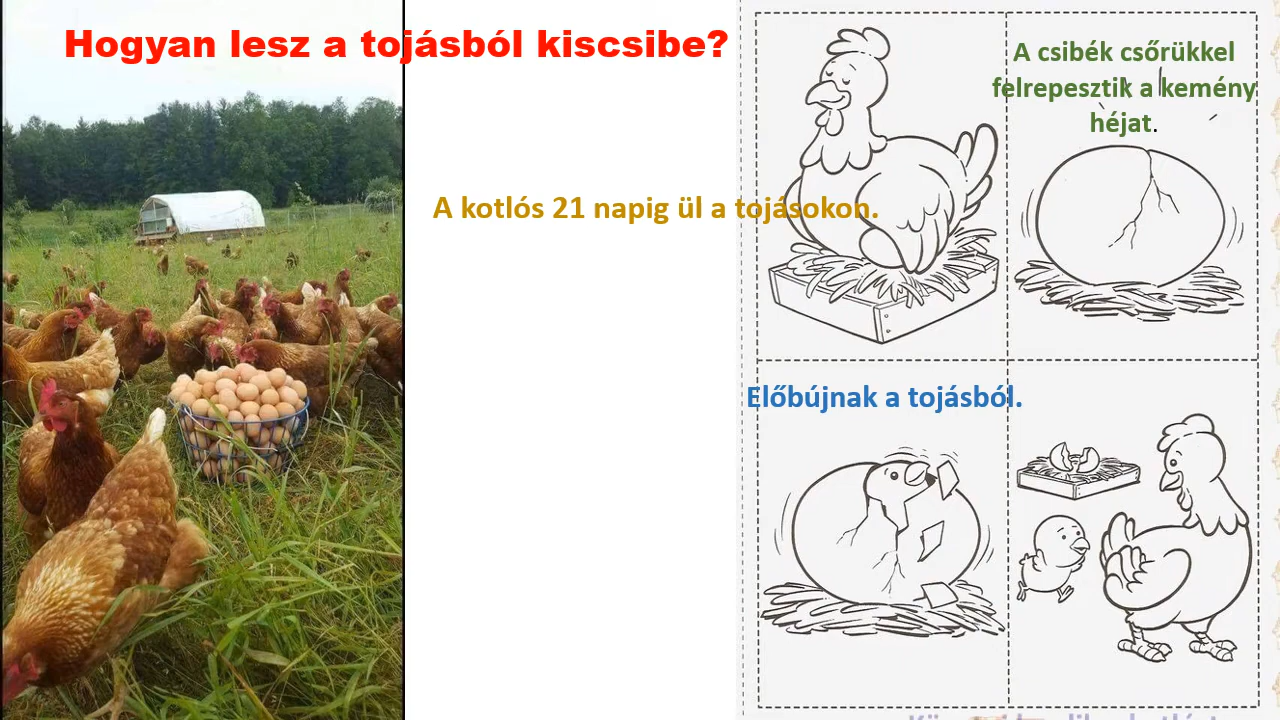 Hogyan lesz a tojásból kiscsibe?
A csibék csőrükkel
felrepesztik a kemény
héjat.
A kotlós 21 napig ül a tojásokon.
Előbújnak a tojásból.